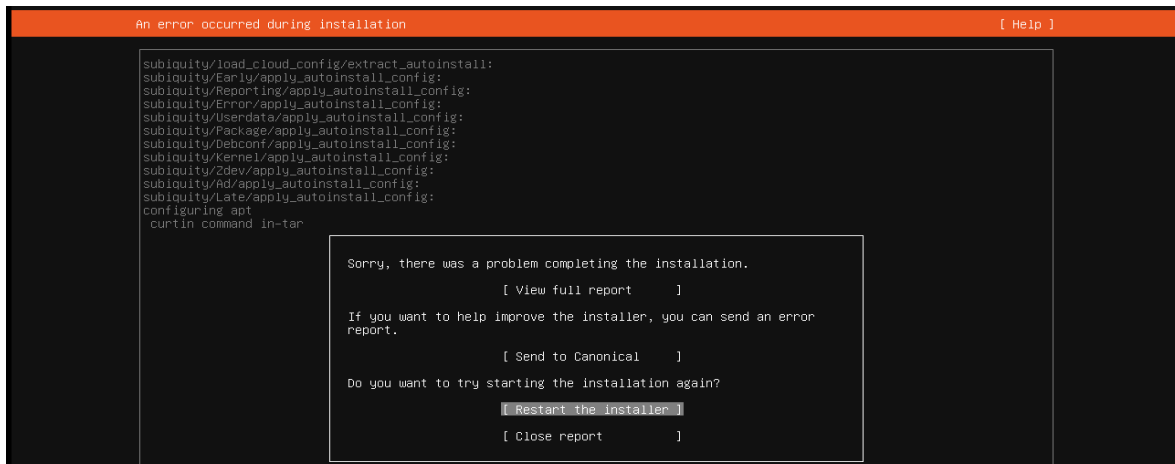 An error occurred during installation [ Help ]
subiquity/load_cloud_config/extract_autoinstall:
subiquity/Early/apply_autoinstall_config:
subiquity/Reporting/apply_autoinstall_config:
subiquity/Error/apply_autoinstall_config:
subiquity/Userdata/apply_autoinstall_config:
subiquity/Package/apply_autoinstall_config:
subiquity/Debconf/apply_autoinstall_config:
subiquity/Kernel/apply_autoinstall_config:
subiquity/Zdev/apply_autoinstall_config:
subiquity/Ad/apply_autoinstall_config:
subiquity/Late/apply_autoinstall_config:
configuring apt
curtin command in-tar
Sorry, there was a problem completing the installation.
[ View full report ]
If you want to help improve the installer, you can send an error
report.
[ Send to Canonical ]
Do you want to try starting the installation again?
[ Restart the installer ]
[ Close report ]